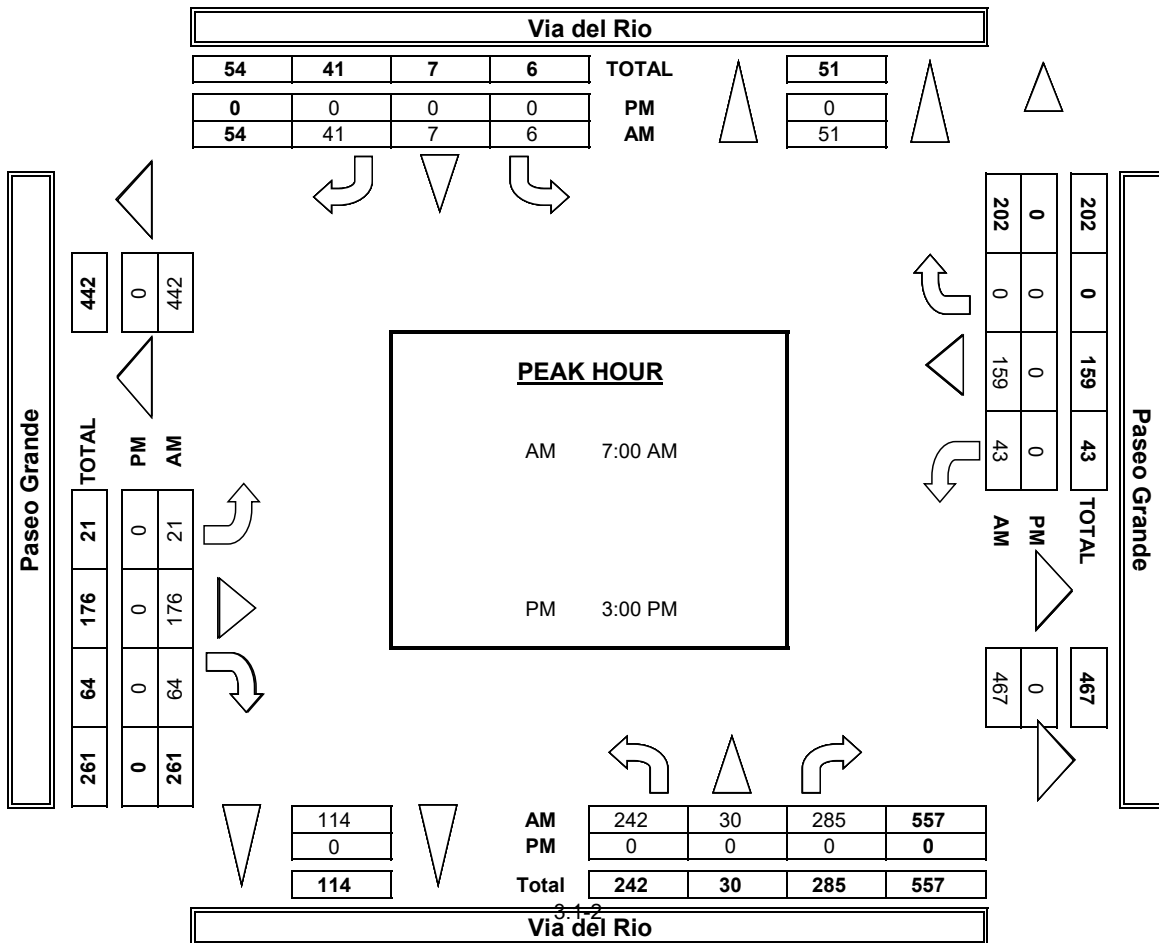 Via del Rio
54 41 7 6 TOTAL 51
0 0 0 0 PM 0
54 41 7 6 AM 51
Paseo Grande
442 0 442
TOTAL PM AM
21 0 21
176 0 176
64 0 64
261 0 261
PEAK HOUR
AM 7:00 AM
PM 3:00 PM
202 0 202
0 0 0
159 0 159
43 0 43
AM PM TOTAL
467 0 467
Paseo Grande
114 AM 242 30 285 557
0 PM 0 0 0 0
114 Total 242 30 285 557
3.1-2
Via del Rio